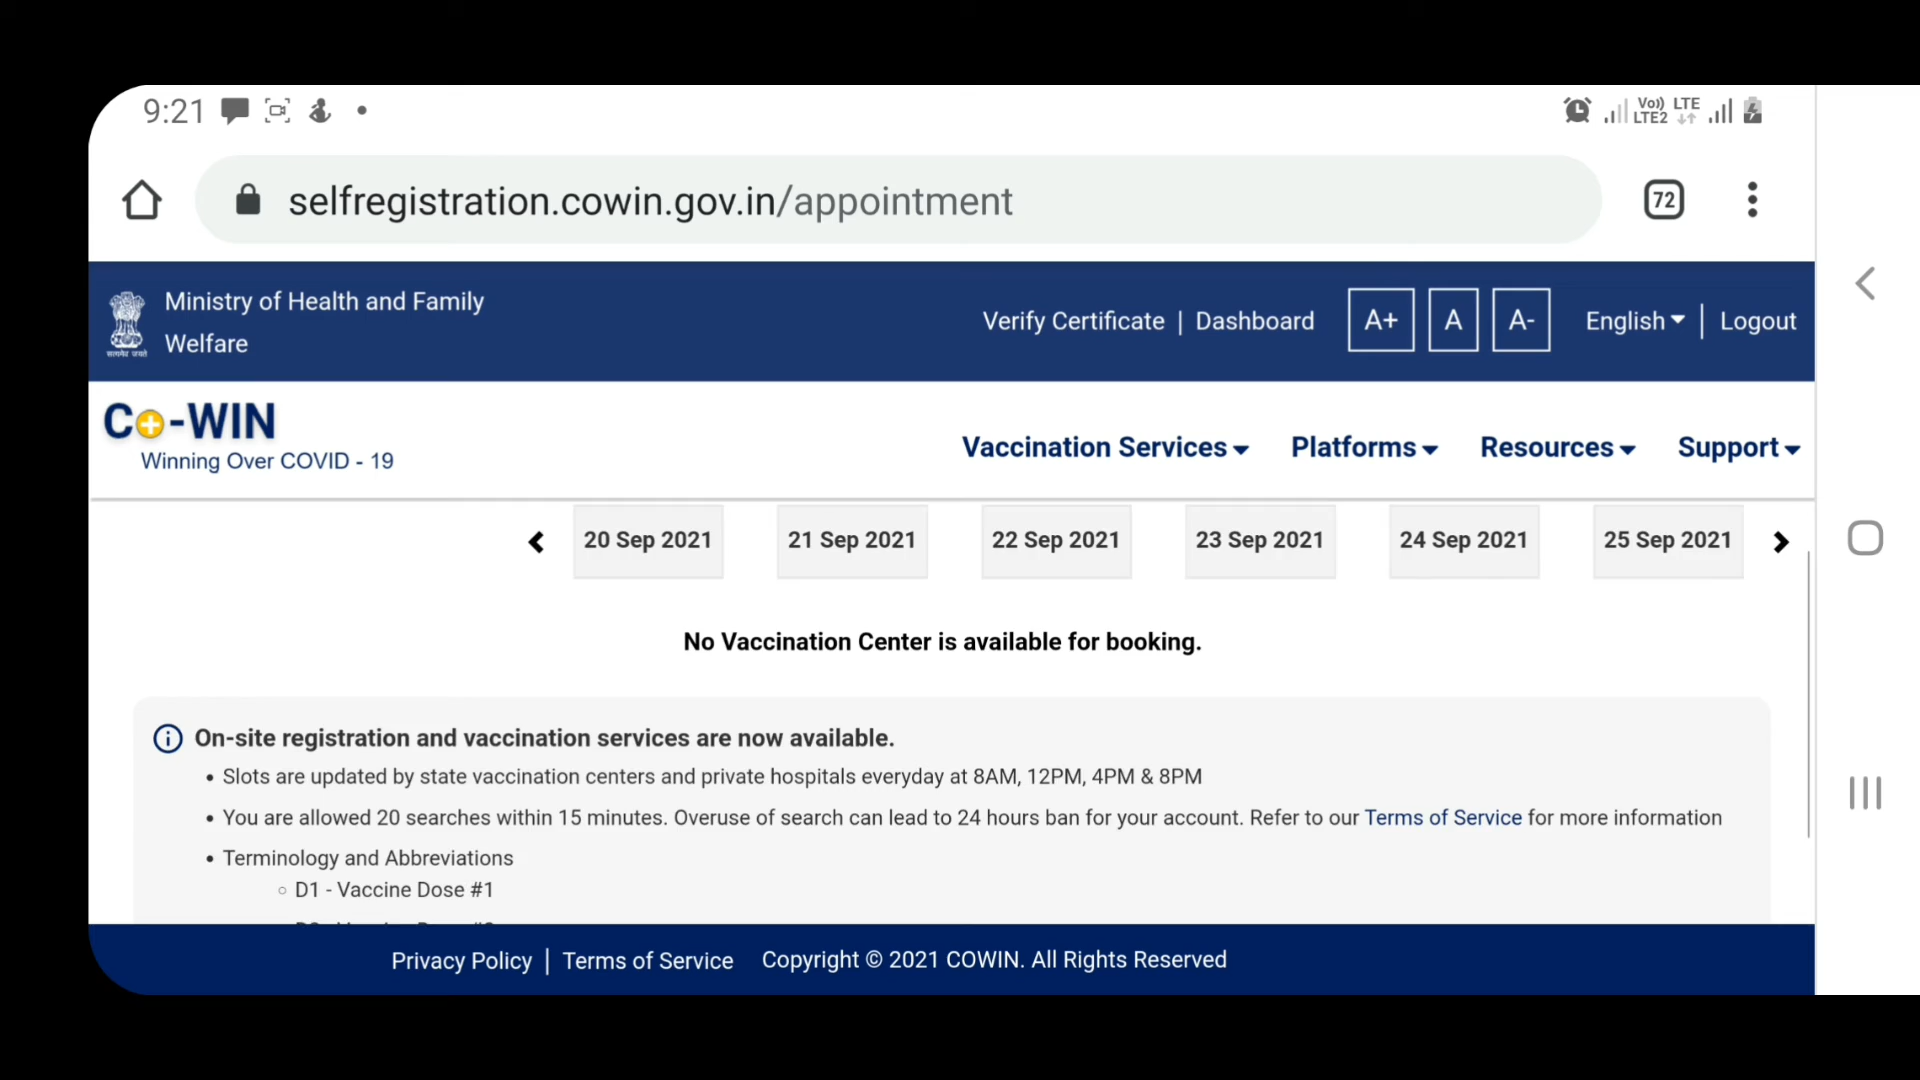 9:21
Vo)) LTE
LTE2
selfregistration.cowin.gov.in/appointment
72
Ministry of Health and Family
Welfare
सत्यमेव जयते
Verify Certificate | Dashboard
A+ A A-
English | Logout
Co-WIN
Winning Over COVID - 19
Vaccination Services Platforms Resources Support
20 Sep 2021 21 Sep 2021 22 Sep 2021 23 Sep 2021 24 Sep 2021 25 Sep 2021
No Vaccination Center is available for booking.
On-site registration and vaccination services are now available.
• Slots are updated by state vaccination centers and private hospitals everyday at 8AM, 12PM, 4PM & 8PM
• You are allowed 20 searches within 15 minutes. Overuse of search can lead to 24 hours ban for your account. Refer to our Terms of Service for more information
• Terminology and Abbreviations
○ D1 - Vaccine Dose #1
Privacy Policy | Terms of Service Copyright © 2021 COWIN. All Rights Reserved